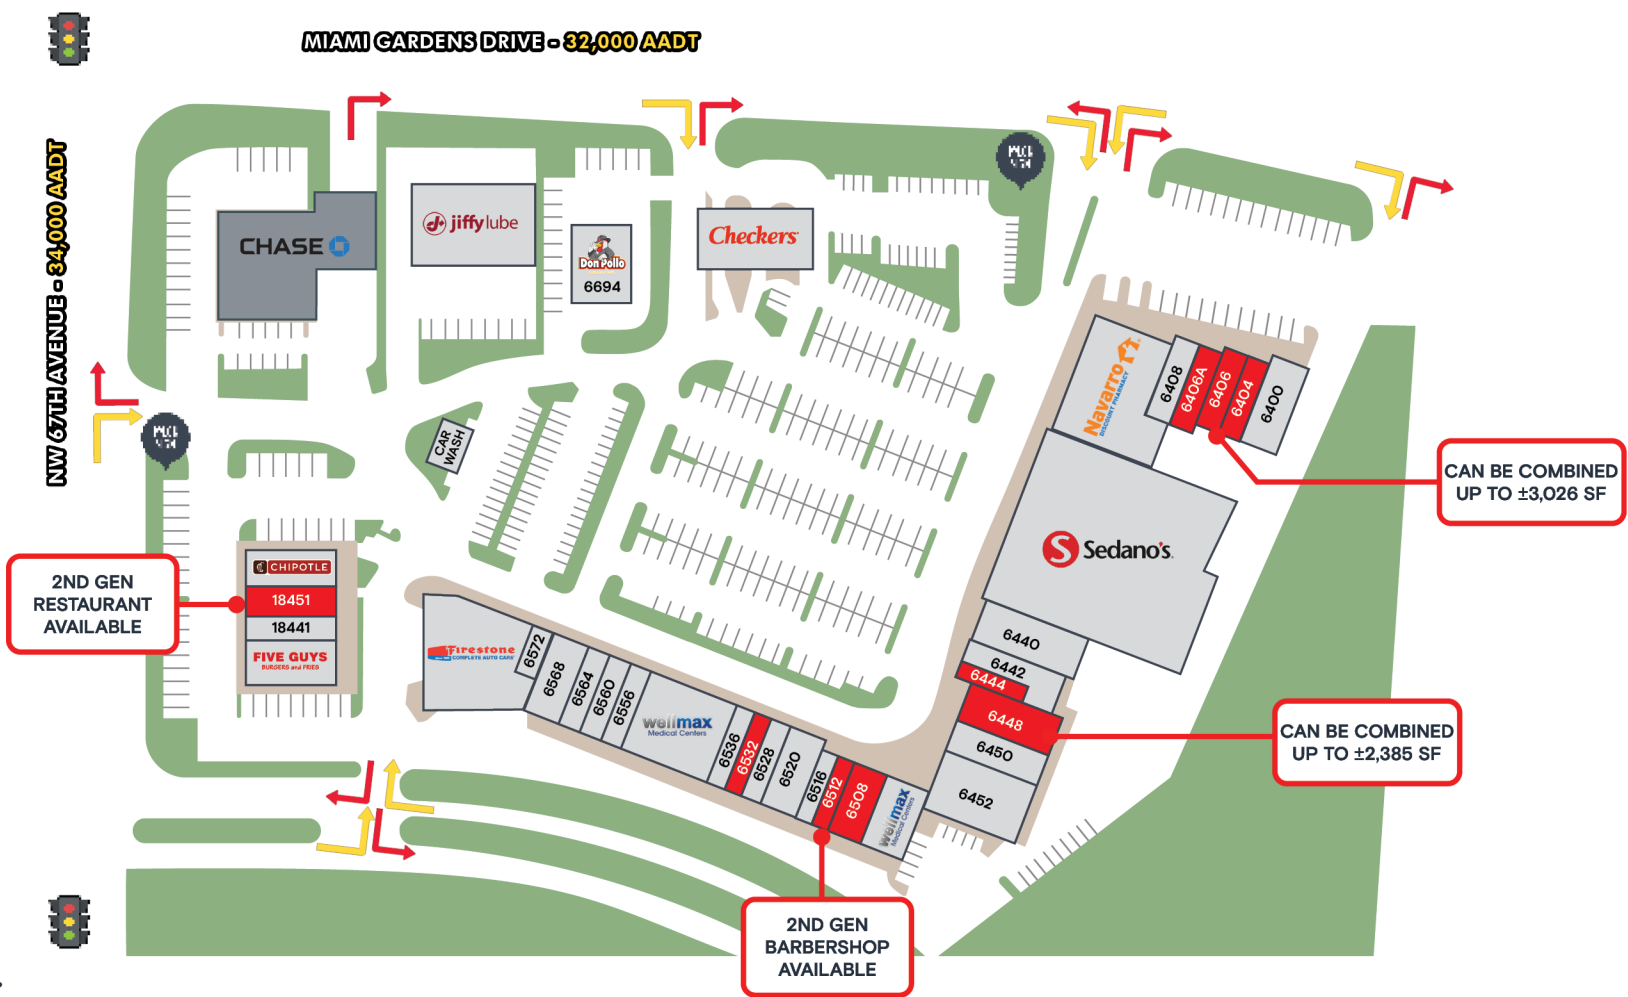 MIAMI GARDENS DRIVE - 32,000 AADT
NW 67TH AVENUE - 34,000 AADT
CHASE
jiffylube
Don Pollo
6694
Checkers
Navarro
DISCOUNT PHARMACY
6408
6406A
6406
6404
6400
CAN BE COMBINED
UP TO ±3,026 SF
CAR
WASH
Sedano's
2ND GEN
RESTAURANT
AVAILABLE
CHIPOTLE
18451
18441
FIVE GUYS
BURGERS and FRIES
Firestone
COMPLETE AUTO CARE
6572
6568
6564
6560
6556
wellmax
Medical Centers
6536
6532
6528
6520
6516
6512
6508
wellmax
Medical Centers
6440
6442
6444
6448
6450
6452
CAN BE COMBINED
UP TO ±2,385 SF
2ND GEN
BARBERSHOP
AVAILABLE